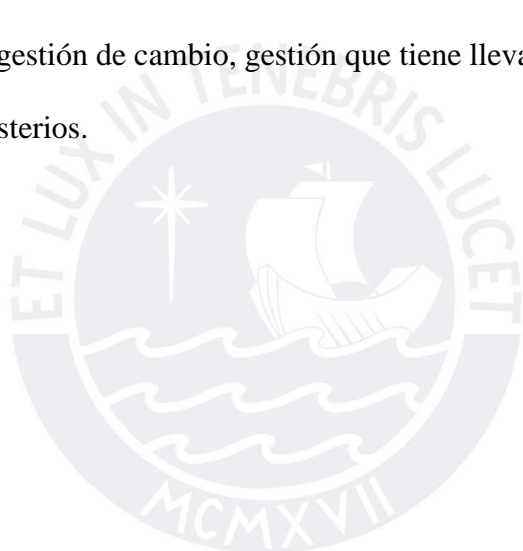 gestión de cambio, gestión que tiene lleva
sterios.
ET LUX IN TENEBRIS LUCET
MCMXVII